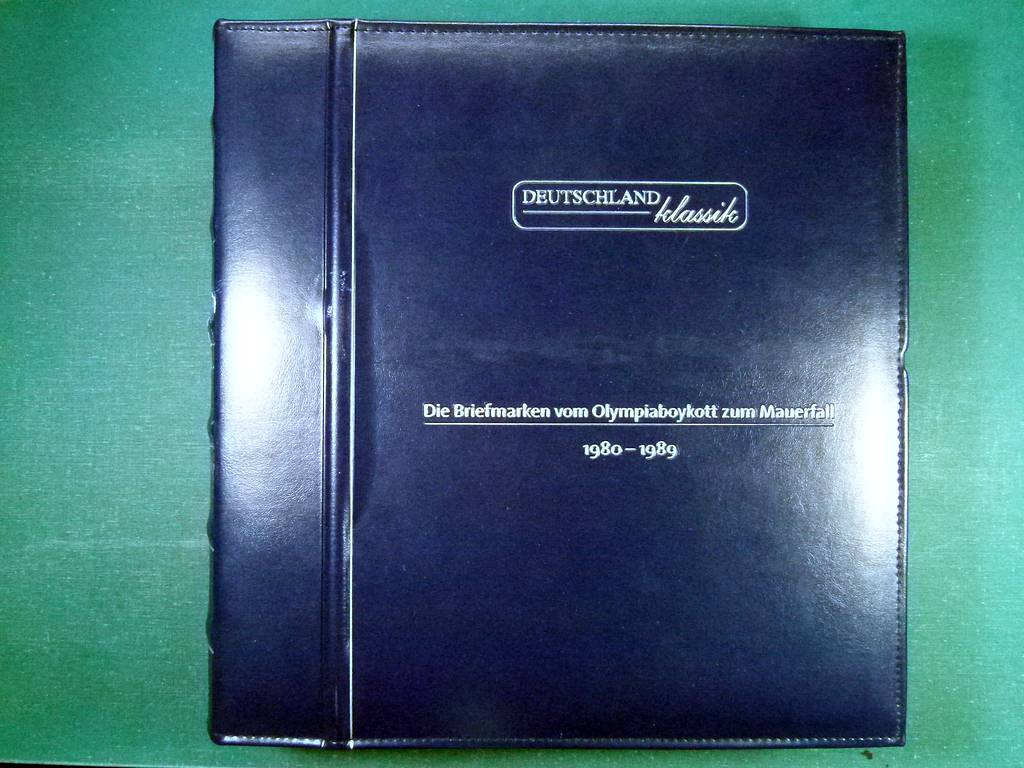 DEUTSCHLAND
klassik
Die Briefmarken vom Olympiaboykott zum Mauerfall
1980 – 1989